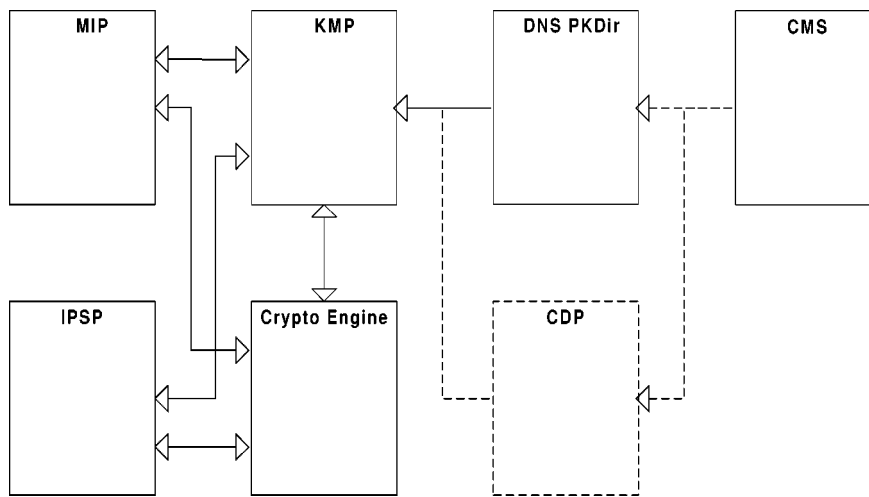 MIP
KMP
DNS PKDir
CMS
IPSP
Crypto Engine
CDP